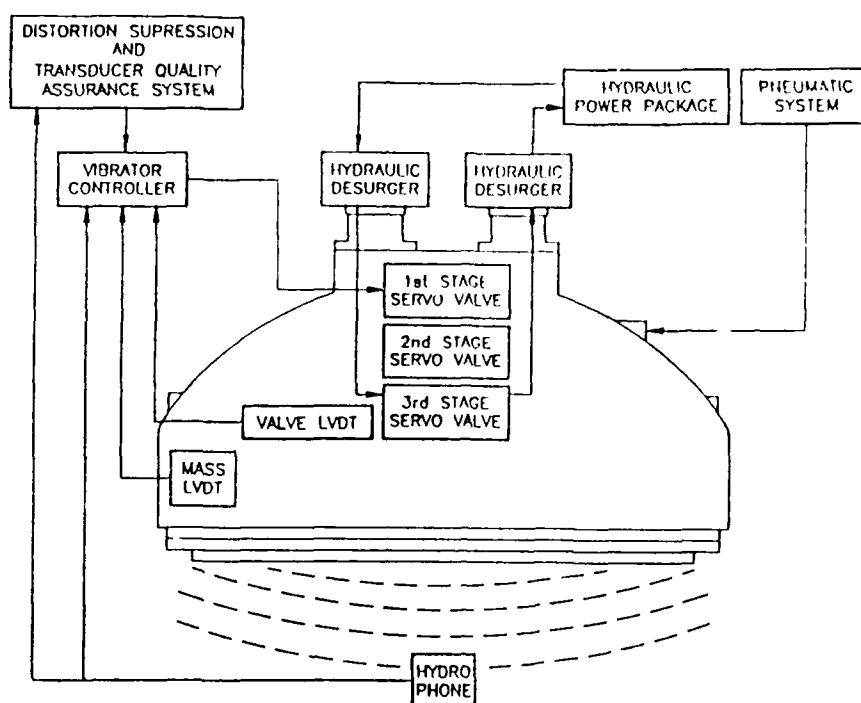 DISTORTION SUPRESSION
AND
TRANSDUCER QUALITY
ASSURANCE SYSTEM
HYDRAULIC
POWER PACKAGE
PNEUMATIC
SYSTEM
VIBRATOR
CONTROLLER
HYDRAULIC
DESURGER
HYDRAULIC
DESURGER
1st STAGE
SERVO VALVE
2nd STAGE
SERVO VALVE
3rd STAGE
SERVO VALVE
VALVE LVDT
MASS
LVDT
HYDRO
PHONE